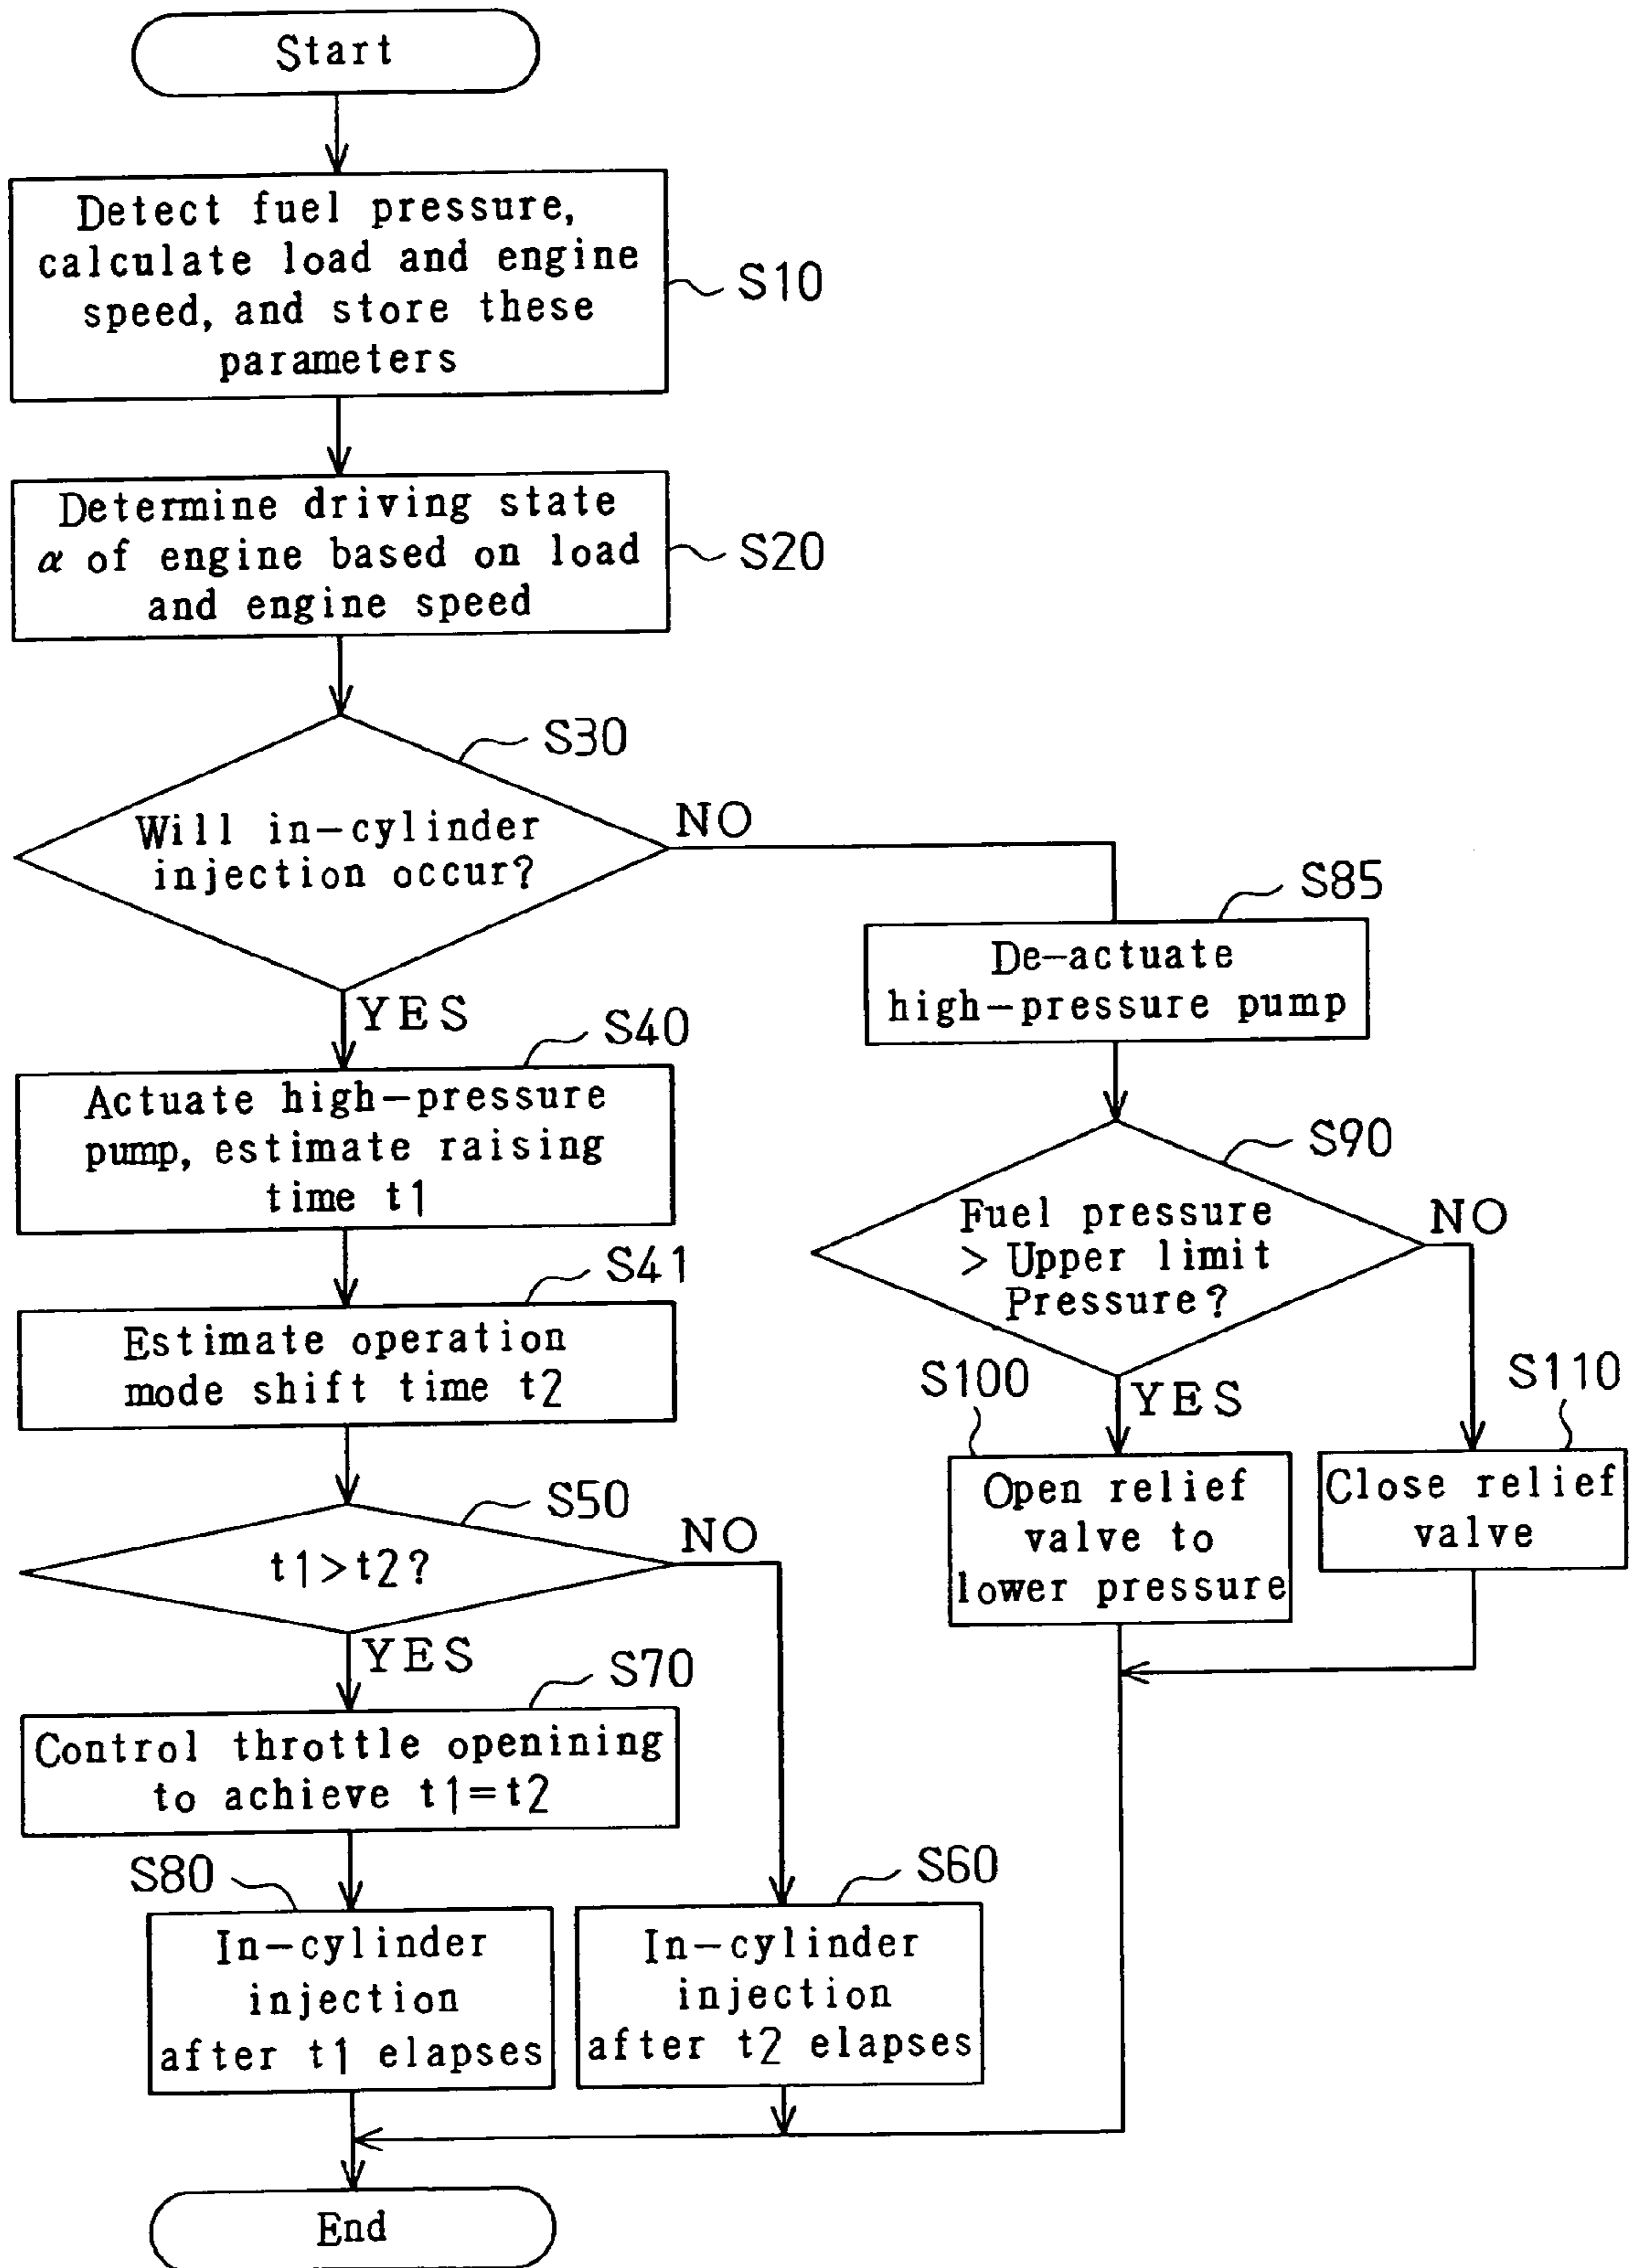 Start
Detect fuel pressure,
calculate load and engine
speed, and store these
parameters
S10
Determine driving state
α of engine based on load
and engine speed
S20
S30
Will in-cylinder
injection occur?
NO
YES
S85
De-actuate
high-pressure pump
S40
Actuate high-pressure
pump, estimate raising
time t1
S90
Fuel pressure
> Upper limit
Pressure?
NO
YES
S41
Estimate operation
mode shift time t2
S100
Open relief
valve to
lower pressure
S110
Close relief
valve
S50
t1>t2?
NO
YES
S70
Control throttle openining
to achieve t1=t2
S80
In-cylinder
injection
after t1 elapses
S60
In-cylinder
injection
after t2 elapses
End